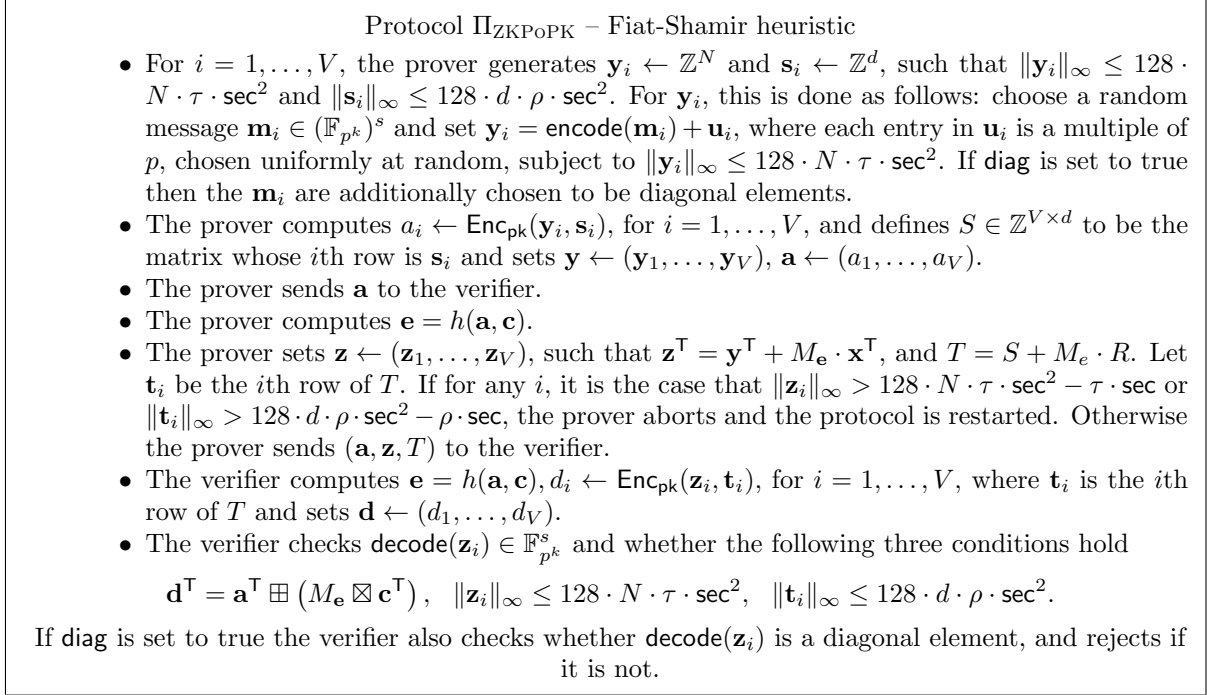 Protocol Π_ZKPoPK – Fiat-Shamir heuristic
• For i = 1, . . . , V, the prover generates 𝐲_i ← ℤ^N and 𝐬_i ← ℤ^d, such that ‖𝐲_i‖_∞ ≤ 128 ·
N · τ · sec² and ‖𝐬_i‖_∞ ≤ 128 · d · ρ · sec². For 𝐲_i, this is done as follows: choose a random
message 𝐦_i ∈ (𝔽_{p^k})^s and set 𝐲_i = encode(𝐦_i) + 𝐮_i, where each entry in 𝐮_i is a multiple of
p, chosen uniformly at random, subject to ‖𝐲_i‖_∞ ≤ 128 · N · τ · sec². If diag is set to true
then the 𝐦_i are additionally chosen to be diagonal elements.
• The prover computes a_i ← Enc_pk(𝐲_i, 𝐬_i), for i = 1, . . . , V, and defines S ∈ ℤ^{V×d} to be the
matrix whose ith row is 𝐬_i and sets 𝐲 ← (𝐲_1, . . . , 𝐲_V), 𝐚 ← (a_1, . . . , a_V).
• The prover sends 𝐚 to the verifier.
• The prover computes 𝐞 = h(𝐚, 𝐜).
• The prover sets 𝐳 ← (𝐳_1, . . . , 𝐳_V), such that 𝐳^T = 𝐲^T + M_𝐞 · 𝐱^T, and T = S + M_e · R. Let
𝐭_i be the ith row of T. If for any i, it is the case that ‖𝐳_i‖_∞ > 128 · N · τ · sec² − τ · sec or
‖𝐭_i‖_∞ > 128 · d · ρ · sec² − ρ · sec, the prover aborts and the protocol is restarted. Otherwise
the prover sends (𝐚, 𝐳, T) to the verifier.
• The verifier computes 𝐞 = h(𝐚, 𝐜), d_i ← Enc_pk(𝐳_i, 𝐭_i), for i = 1, . . . , V, where 𝐭_i is the ith
row of T and sets 𝐝 ← (d_1, . . . , d_V).
• The verifier checks decode(𝐳_i) ∈ 𝔽^s_{p^k} and whether the following three conditions hold
𝐝^T = 𝐚^T ⊞ (M_𝐞 ⊠ 𝐜^T), ‖𝐳_i‖_∞ ≤ 128 · N · τ · sec², ‖𝐭_i‖_∞ ≤ 128 · d · ρ · sec².
If diag is set to true the verifier also checks whether decode(𝐳_i) is a diagonal element, and rejects if
it is not.